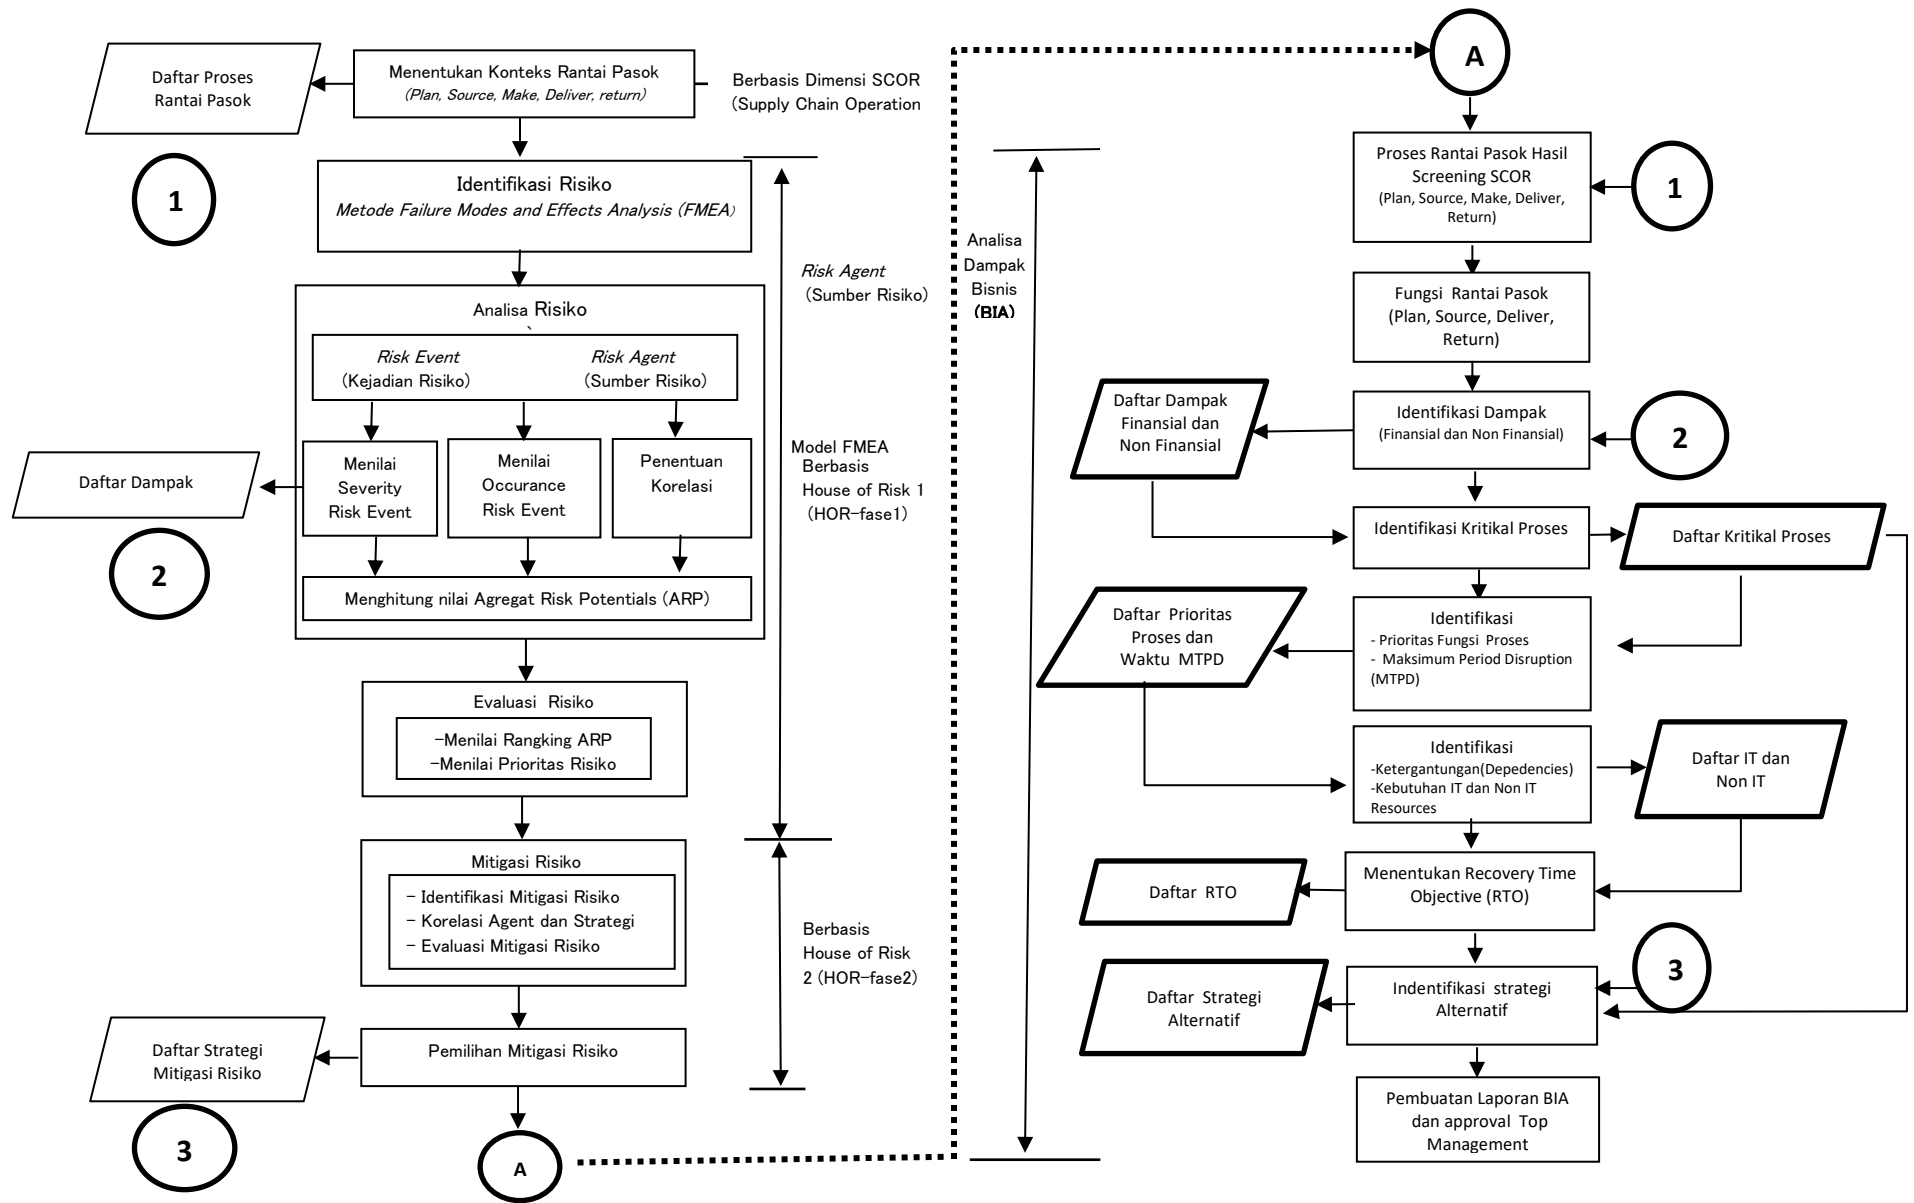 Daftar Proses
Rantai Pasok
Menentukan Konteks Rantai Pasok
(Plan, Source, Make, Deliver, return)
Berbasis Dimensi SCOR
(Supply Chain Operation
1
Identifikasi Risiko
Metode Failure Modes and Effects Analysis (FMEA)
Analisa Risiko
`
Risk Event
(Kejadian Risiko)
Risk Agent
(Sumber Risiko)
Menilai
Severity
Risk Event
Menilai
Occurance
Risk Event
Penentuan
Korelasi
Daftar Dampak
2
Menghitung nilai Agregat Risk Potentials (ARP)
Evaluasi Risiko
-Menilai Rangking ARP
-Menilai Prioritas Risiko
Risk Agent
(Sumber Risiko)
Model FMEA
Berbasis
House of Risk 1
(HOR-fase1)
Mitigasi Risiko
- Identifikasi Mitigasi Risiko
- Korelasi Agent dan Strategi
- Evaluasi Mitigasi Risiko
Berbasis
House of Risk
2 (HOR-fase2)
Daftar Strategi
Mitigasi Risiko
Pemilihan Mitigasi Risiko
3
A
A
Analisa
Dampak
Bisnis
(BIA)
Proses Rantai Pasok Hasil
Screening SCOR
(Plan, Source, Make, Deliver,
Return)
1
Fungsi Rantai Pasok
(Plan, Source, Deliver,
Return)
Daftar Dampak
Finansial dan
Non Finansial
Identifikasi Dampak
(Finansial dan Non Finansial)
2
Identifikasi Kritikal Proses
Daftar Kritikal Proses
Daftar Prioritas
Proses dan
Waktu MTPD
Identifikasi
- Prioritas Fungsi Proses
- Maksimum Period Disruption
(MTPD)
Identifikasi
-Ketergantungan(Depedencies)
-Kebutuhan IT dan Non IT
Resources
Daftar IT dan
Non IT
Daftar RTO
Menentukan Recovery Time
Objective (RTO)
Daftar Strategi
Alternatif
Indentifikasi strategi
Alternatif
3
Pembuatan Laporan BIA
dan approval Top
Management